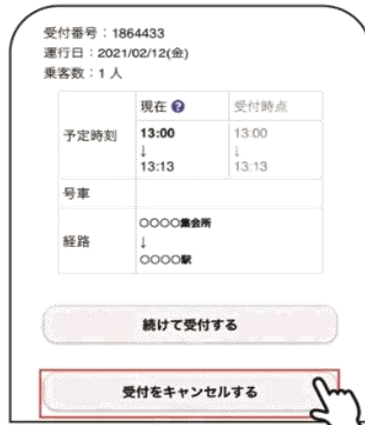 受付番号：1864433
運行日：2021/02/12(金)
乗客数：1 人
現在 ?
受付時点
予定時刻
13:00
↓
13:13
13:00
↓
13:13
号車
経路
○○○○集会所
↓
○○○○駅
続けて受付する
受付をキャンセルする